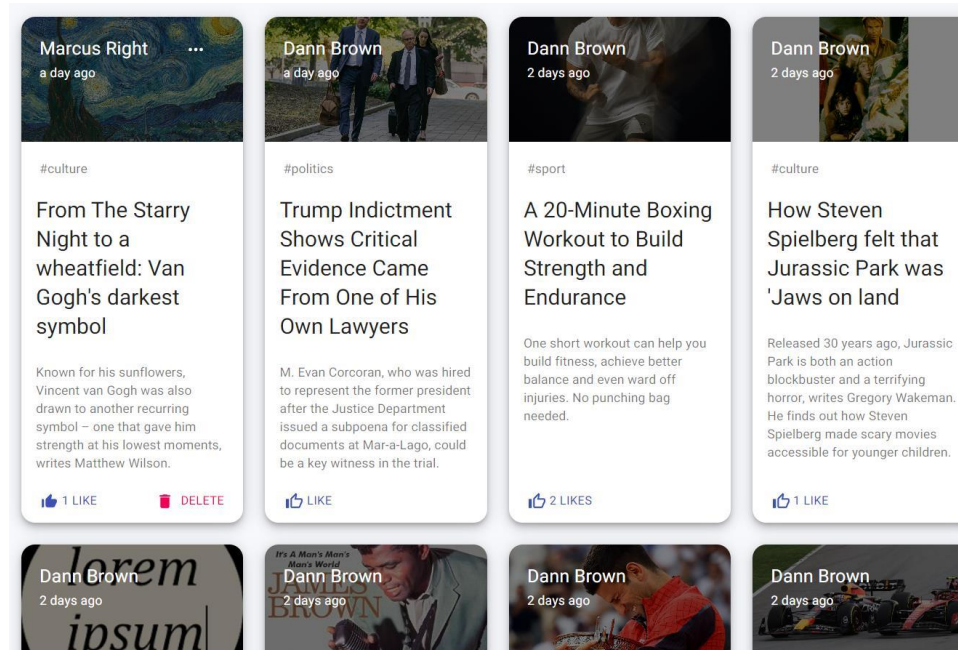 Marcus Right
...
a day ago
#culture
From The Starry
Night to a
wheatfield: Van
Gogh's darkest
symbol
Known for his sunflowers,
Vincent van Gogh was also
drawn to another recurring
symbol – one that gave him
strength at his lowest moments,
writes Matthew Wilson.
1 LIKE
DELETE
Dann Brown
a day ago
#politics
Trump Indictment
Shows Critical
Evidence Came
From One of His
Own Lawyers
M. Evan Corcoran, who was hired
to represent the former president
after the Justice Department
issued a subpoena for classified
documents at Mar-a-Lago, could
be a key witness in the trial.
LIKE
Dann Brown
2 days ago
#sport
A 20-Minute Boxing
Workout to Build
Strength and
Endurance
One short workout can help you
build fitness, achieve better
balance and even ward off
injuries. No punching bag
needed.
2 LIKES
Dann Brown
2 days ago
#culture
How Steven
Spielberg felt that
Jurassic Park was
'Jaws on land
Released 30 years ago, Jurassic
Park is both an action
blockbuster and a terrifying
horror, writes Gregory Wakeman.
He finds out how Steven
Spielberg made scary movies
accessible for younger children.
1 LIKE
lorem
Dann Brown
2 days ago
ipsum
It's A Man's Man's
Man's World
Dann Brown
JAMES
2 days ago
BROWN
Dann Brown
2 days ago
Dann Brown
2 days ago